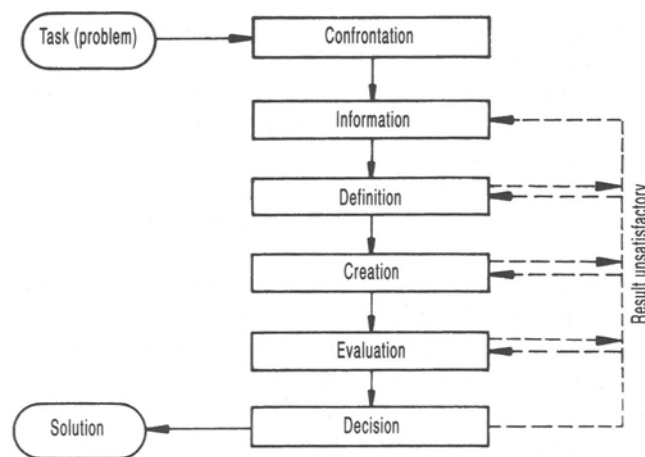 Task (problem)
Confrontation
Information
Definition
Creation
Evaluation
Decision
Solution
Result unsatisfactory